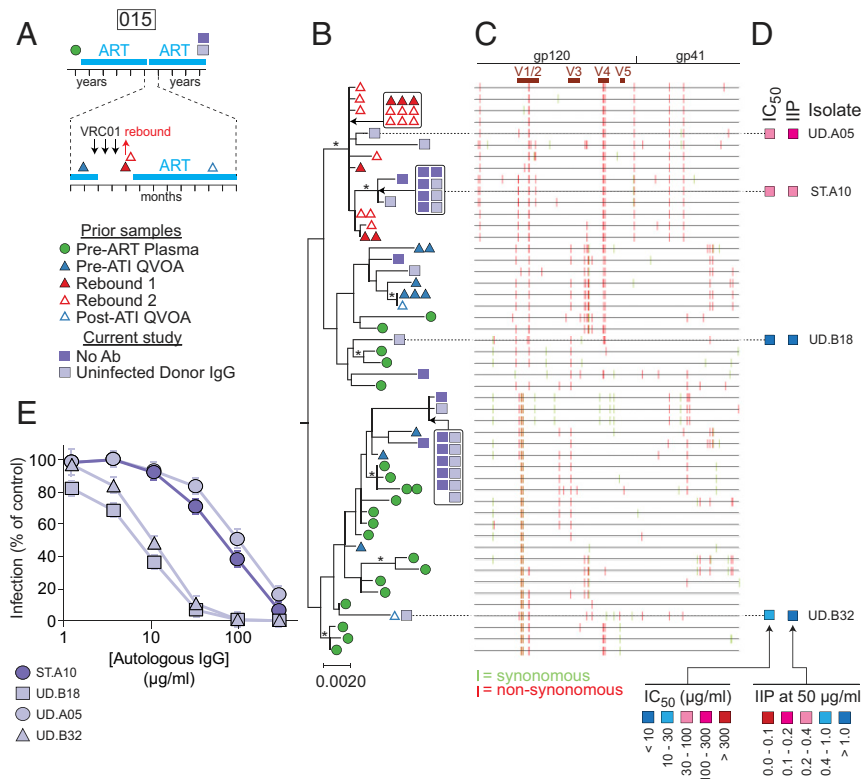 015
A
ART
ART
years
years
VRC01
rebound
ART
months
Prior samples
Pre-ART Plasma
Pre-ATI QVOA
Rebound 1
Rebound 2
Post-ATI QVOA
Current study
No Ab
Uninfected Donor IgG
B
*
*
*
*
*
*
*
0.0020
C
gp120
gp41
V1/2
V3
V4
V5
= synonomous
= non-synonomous
D
IC50
IIP
Isolate
UD.A05
ST.A10
UD.B18
UD.B32
IC50 (µg/ml)
< 10
10 - 30
30 - 100
100 - 300
> 300
IIP at 50 µg/ml
0.0 - 0.1
0.1 - 0.2
0.2 - 0.4
0.4 - 1.0
> 1.0
E
Infection (% of control)
100
80
60
40
20
0
1
10
100
[Autologous IgG]
(µg/ml)
ST.A10
UD.B18
UD.A05
UD.B32